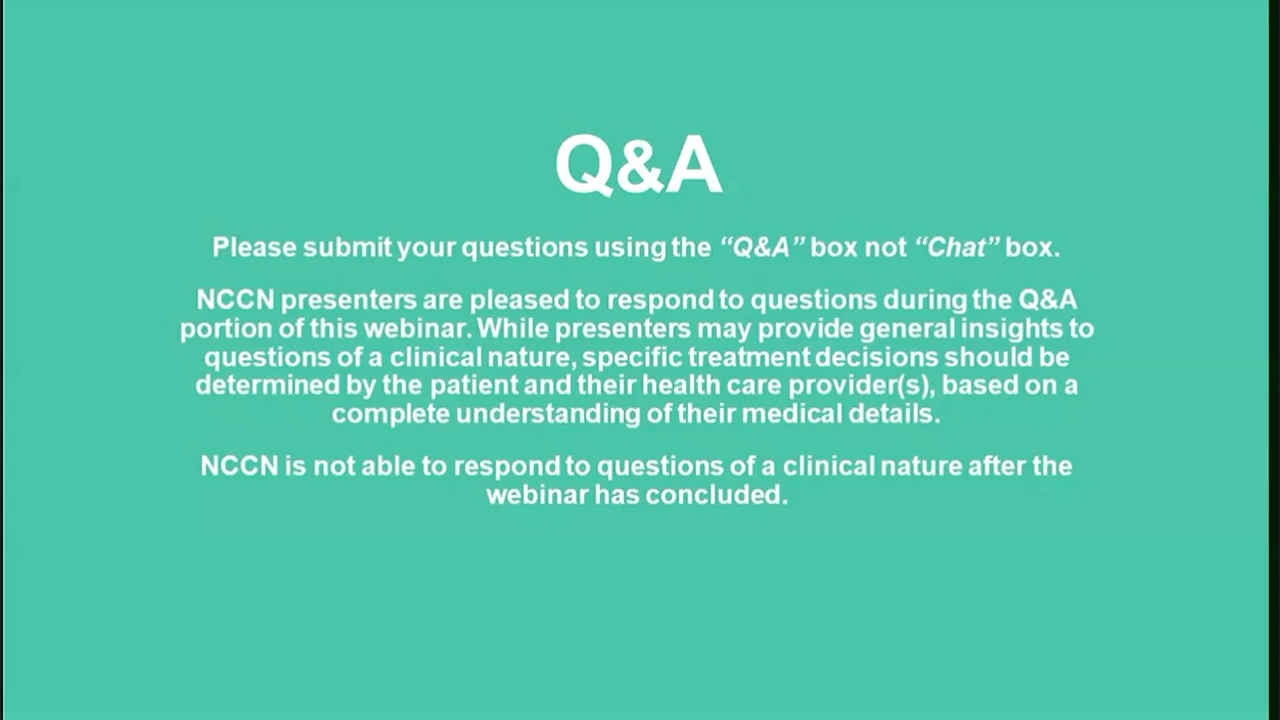 Q&A
Please submit your questions using the “Q&A” box not “Chat” box.
NCCN presenters are pleased to respond to questions during the Q&A
portion of this webinar. While presenters may provide general insights to
questions of a clinical nature, specific treatment decisions should be
determined by the patient and their health care provider(s), based on a
complete understanding of their medical details.
NCCN is not able to respond to questions of a clinical nature after the
webinar has concluded.